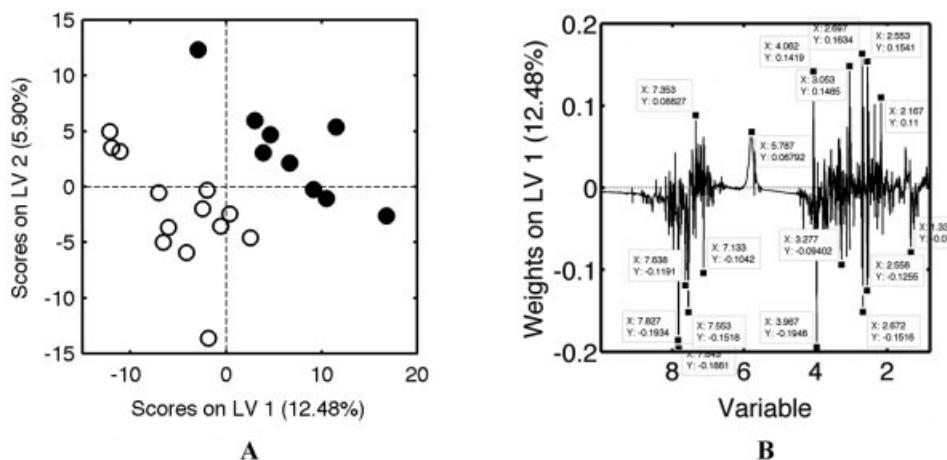 15
10
5
0
-5
-10
-15
-10
0
10
20
Scores on LV 2 (5.90%)
Scores on LV 1 (12.48%)
A
0.2
0.1
0
-0.1
-0.2
8
6
4
2
Weights on LV 1 (12.48%)
Variable
X: 7.353
Y: 0.08827
X: 5.787
Y: 0.06792
X: 4.062
Y: 0.1419
X: 3.053
Y: 0.1485
X: 2.697
Y: 0.1634
X: 2.553
Y: 0.1541
X: 2.167
Y: 0.11
X: 7.638
Y: -0.1191
X: 7.827
Y: -0.1934
Y: -0.1861
X: 7.553
Y: -0.1518
X: 7.133
Y: -0.1042
X: 3.277
Y: -0.09402
X: 3.967
Y: -0.1946
X: 2.558
Y: -0.1255
X: 2.672
Y: -0.1516
B